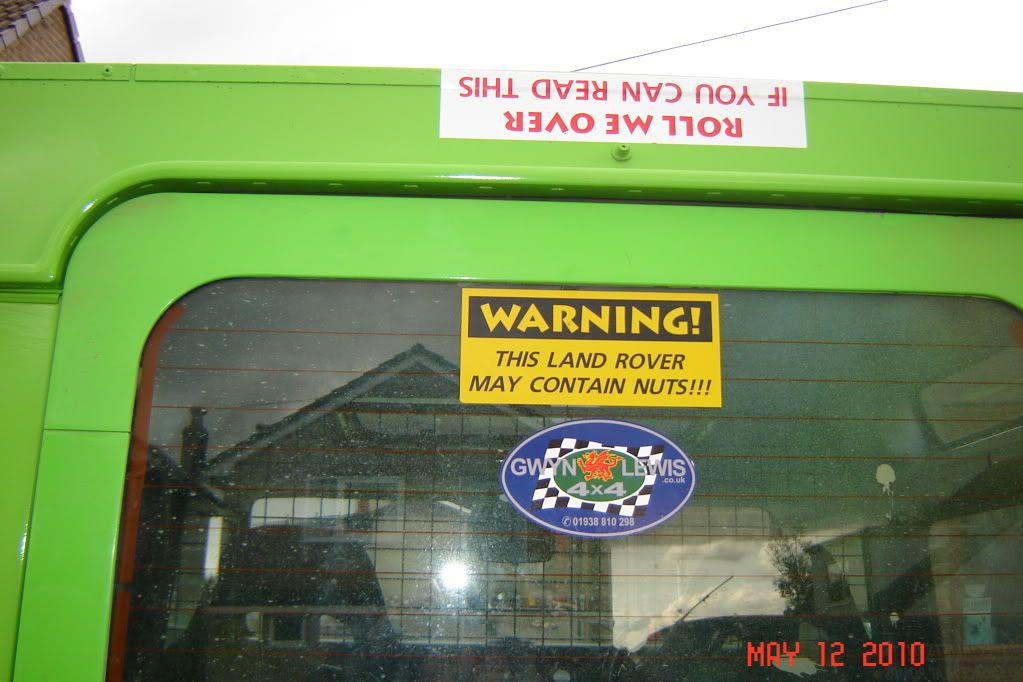 ROLL ME OVER
IF YOU CAN READ THIS
WARNING!
THIS LAND ROVER
MAY CONTAIN NUTS!!!
GWYN LEWIS
.co.uk
4x4
✆ 01938 810 298
MAY 12 2010